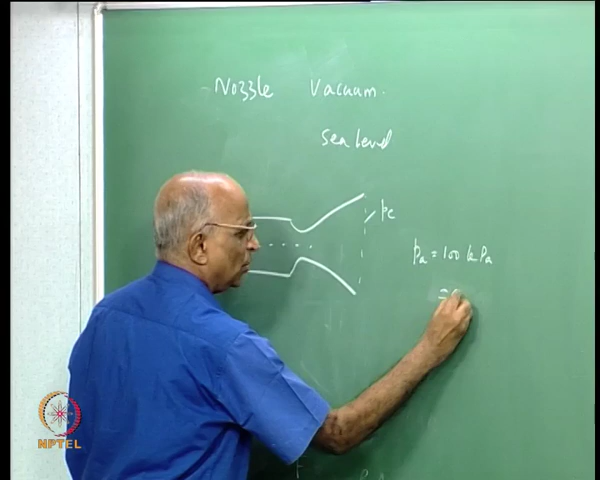 Nozzle Vacuum.
Sea level
pe
Pa = 100 kPa
=
NPTEL